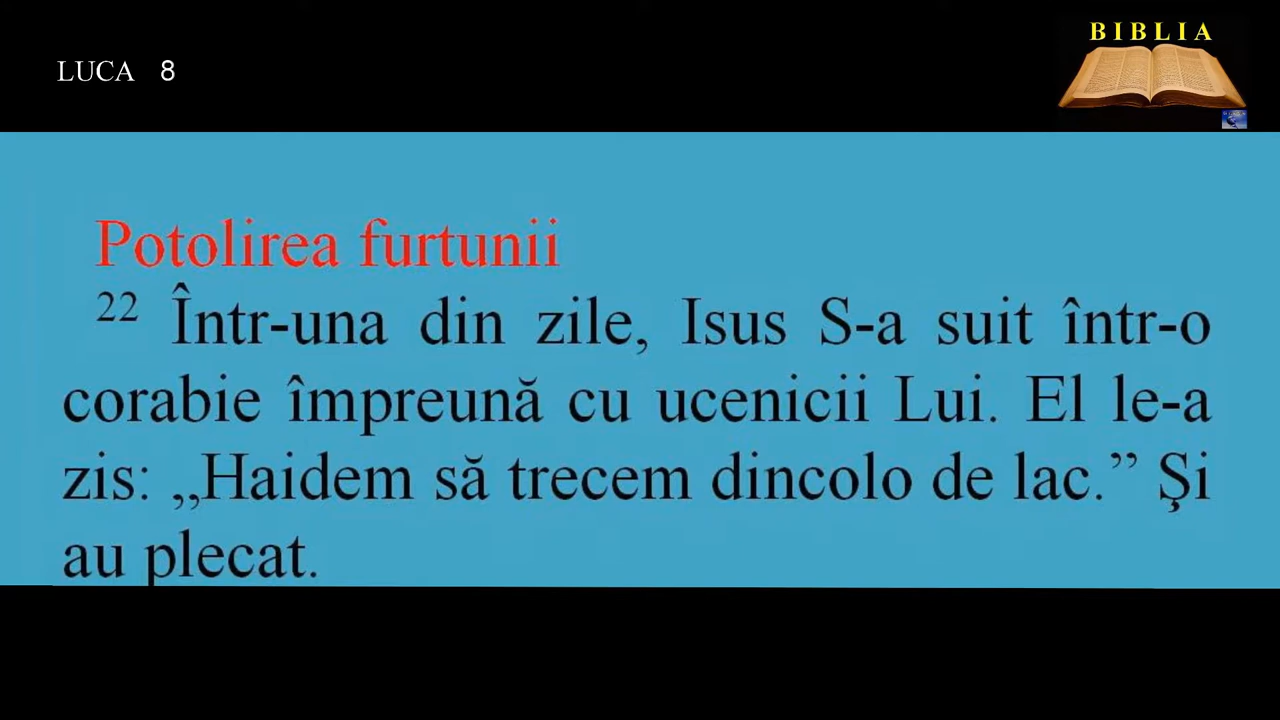 BIBLIA
LUCA 8
Potolirea furtunii
22 Într-una din zile, Isus S-a suit într-o
corabie împreună cu ucenicii Lui. El le-a
zis: „Haidem să trecem dincolo de lac.” Şi
au plecat.